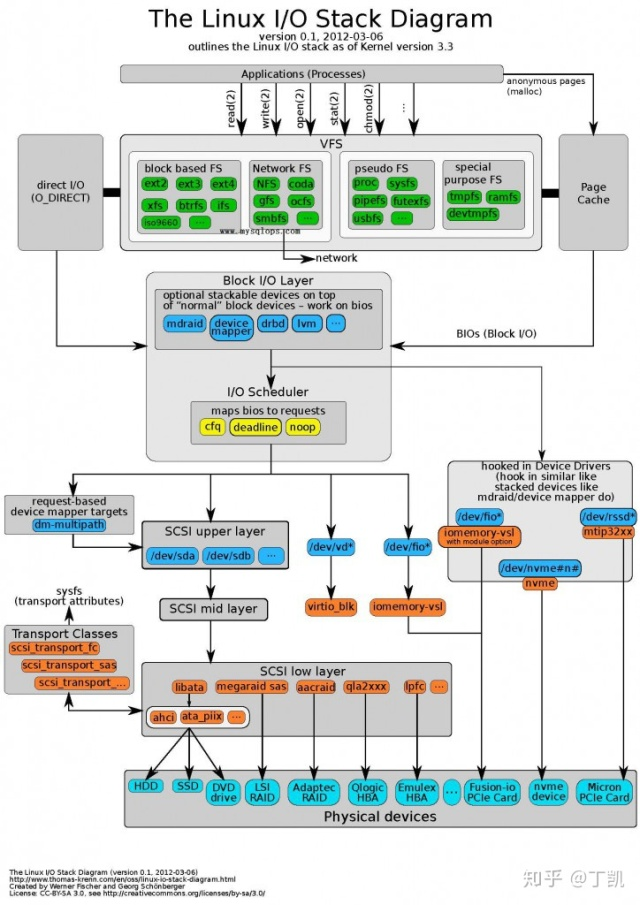 The Linux I/O Stack Diagram
version 0.1, 2012-03-06
outlines the Linux I/O stack as of Kernel version 3.3
Applications (Processes)
anonymous pages
(malloc)
read(2)
write(2)
open(2)
stat(2)
chmod(2)
...
VFS
direct I/O
(O_DIRECT)
block based FS
ext2 ext3 ext4
xfs btrfs ifs
iso9660 ...
Network FS
NFS coda
gfs ocfs
smbfs ...
pseudo FS
proc sysfs
pipefs futexfs
usbfs ...
special
purpose FS
tmpfs ramfs
devtmpfs
Page
Cache
www.mysqlops.com
network
Block I/O Layer
optional stackable devices on top
of "normal" block devices – work on bios
mdraid device mapper drbd lvm ...
BIOs (Block I/O)
I/O Scheduler
maps bios to requests
cfq deadline noop
hooked in Device Drivers
(hook in similar like
stacked devices like
mdraid/device mapper do)
request-based
device mapper targets
dm-multipath
SCSI upper layer
/dev/sda /dev/sdb ...
/dev/vd*
/dev/fio*
/dev/fio*
iomemory-vsl
with module option
/dev/rssd*
mtip32xx
/dev/nvme#n#
nvme
sysfs
(transport attributes)
SCSI mid layer
virtio_blk
iomemory-vsl
Transport Classes
scsi_transport_fc
scsi_transport_sas
scsi_transport_...
SCSI low layer
libata megaraid sas aacraid qla2xxx lpfc ...
ahci ata_piix ...
HDD
SSD
DVD
drive
LSI
RAID
Adaptec
RAID
Qlogic
HBA
Emulex
HBA
...
Fusion-io
PCIe Card
nvme
device
Micron
PCIe Card
Physical devices
The Linux I/O Stack Diagram (version 0.1, 2012-03-06)
http://www.thomas-krenn.com/en/oss/linux-io-stack-diagram.html
Created by Werner Fischer and Georg Schönberger
License: CC-BY-SA 3.0, see http://creativecommons.org/licenses/by-sa/3.0/
知乎 @丁凯